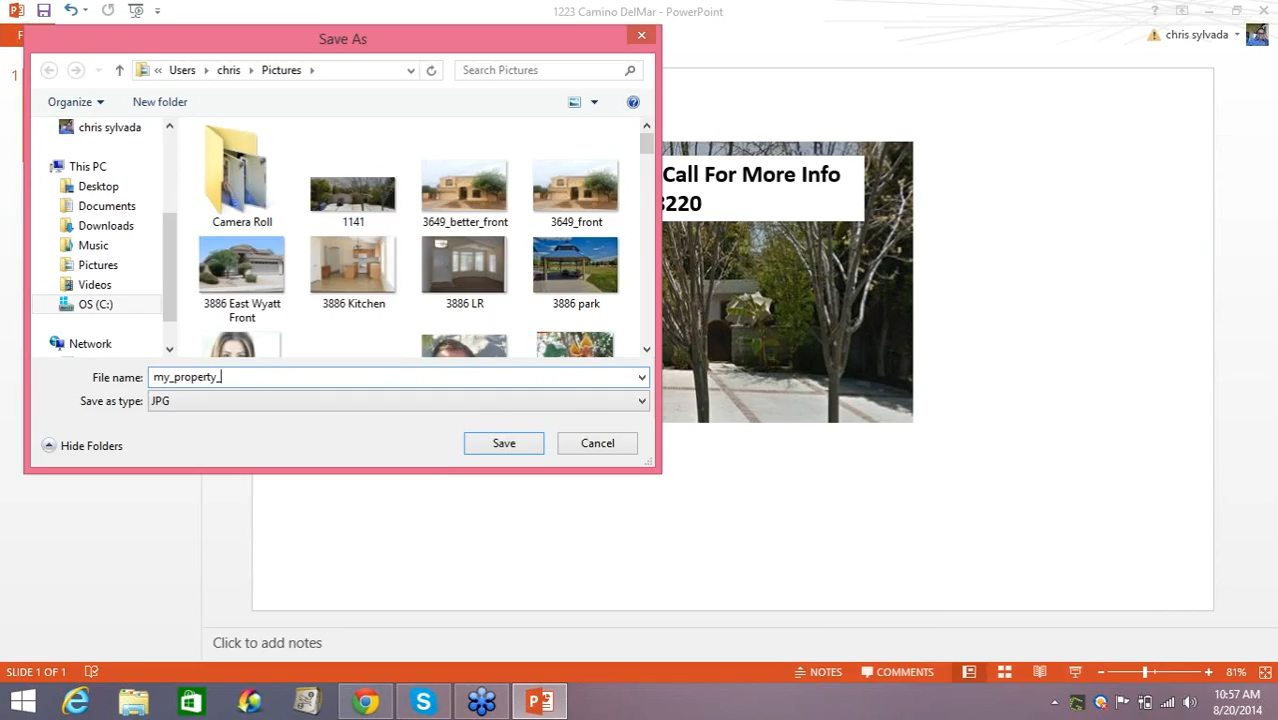 1223 Camino DelMar - PowerPoint
?
chris sylvada
Save As
« Users chris Pictures
Search Pictures
Organize
New folder
chris sylvada
This PC
Desktop
Documents
Downloads
Music
Pictures
Videos
OS (C:)
Network
Camera Roll
1141
3649_better_front
3649_front
3886 East Wyatt
Front
3886 Kitchen
3886 LR
3886 park
File name: my_property_
Save as type: JPG
Hide Folders
Save
Cancel
1
Call For More Info
3220
Click to add notes
SLIDE 1 OF 1
NOTES
COMMENTS
81%
10:57 AM
8/20/2014